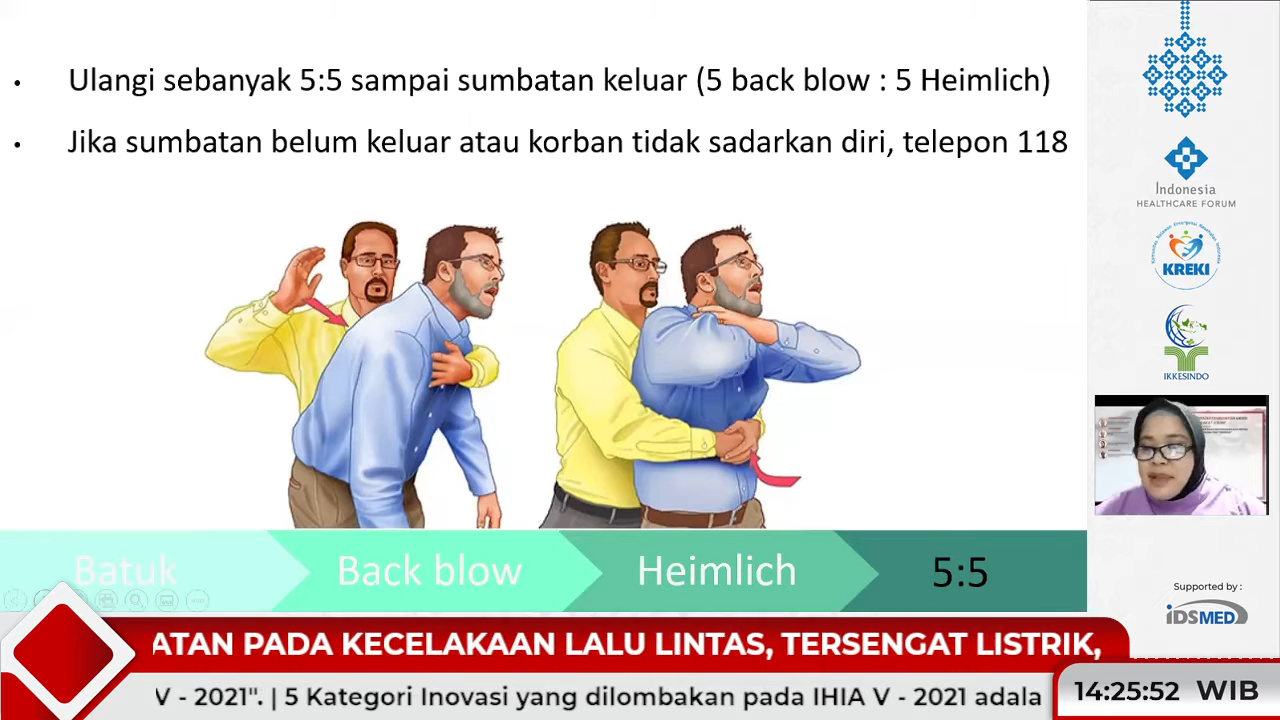 • Ulangi sebanyak 5:5 sampai sumbatan keluar (5 back blow : 5 Heimlich)
• Jika sumbatan belum keluar atau korban tidak sadarkan diri, telepon 118
Indonesia
HEALTHCARE FORUM
KREKI
IKKESINDO
Batuk
Back blow
Heimlich
5:5
Supported by :
iDSMED
ATAN PADA KECELAKAAN LALU LINTAS, TERSENGAT LISTRIK,
V - 2021". | 5 Kategori Inovasi yang dilombakan pada IHIA V - 2021 adala
14:25:52 WIB